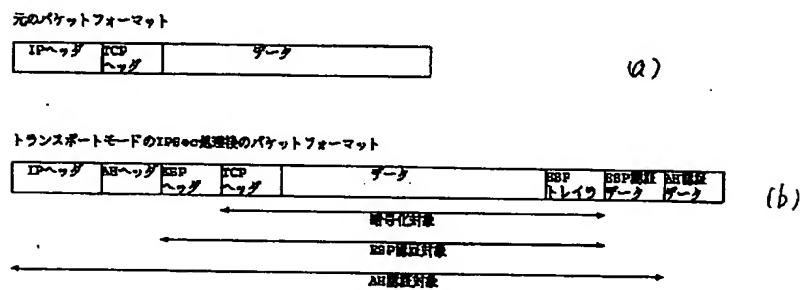 元のパケットフォーマット
IPヘッダ TCPヘッダ データ
(a)
トランスポートモードのIPSec処理後のパケットフォーマット
IPヘッダ AHヘッダ ESPヘッダ TCPヘッダ データ ESPトレイラ ESP認証データ AH認証データ
(b)
暗号化対象
ESP認証対象
AH認証対象